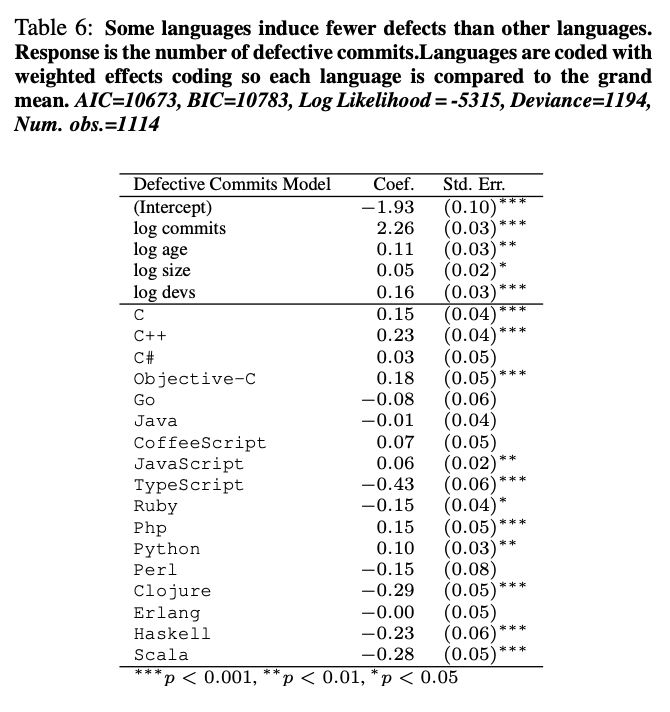 Table 6: Some languages induce fewer defects than other languages.
Response is the number of defective commits.Languages are coded with
weighted effects coding so each language is compared to the grand
mean. AIC=10673, BIC=10783, Log Likelihood = -5315, Deviance=1194,
Num. obs.=1114
Defective Commits Model Coef. Std. Err.
(Intercept) −1.93 (0.10)***
log commits 2.26 (0.03)***
log age 0.11 (0.03)**
log size 0.05 (0.02)*
log devs 0.16 (0.03)***
C 0.15 (0.04)***
C++ 0.23 (0.04)***
C# 0.03 (0.05)
Objective-C 0.18 (0.05)***
Go −0.08 (0.06)
Java −0.01 (0.04)
CoffeeScript 0.07 (0.05)
JavaScript 0.06 (0.02)**
TypeScript −0.43 (0.06)***
Ruby −0.15 (0.04)*
Php 0.15 (0.05)***
Python 0.10 (0.03)**
Perl −0.15 (0.08)
Clojure −0.29 (0.05)***
Erlang −0.00 (0.05)
Haskell −0.23 (0.06)***
Scala −0.28 (0.05)***
***p < 0.001, **p < 0.01, *p < 0.05